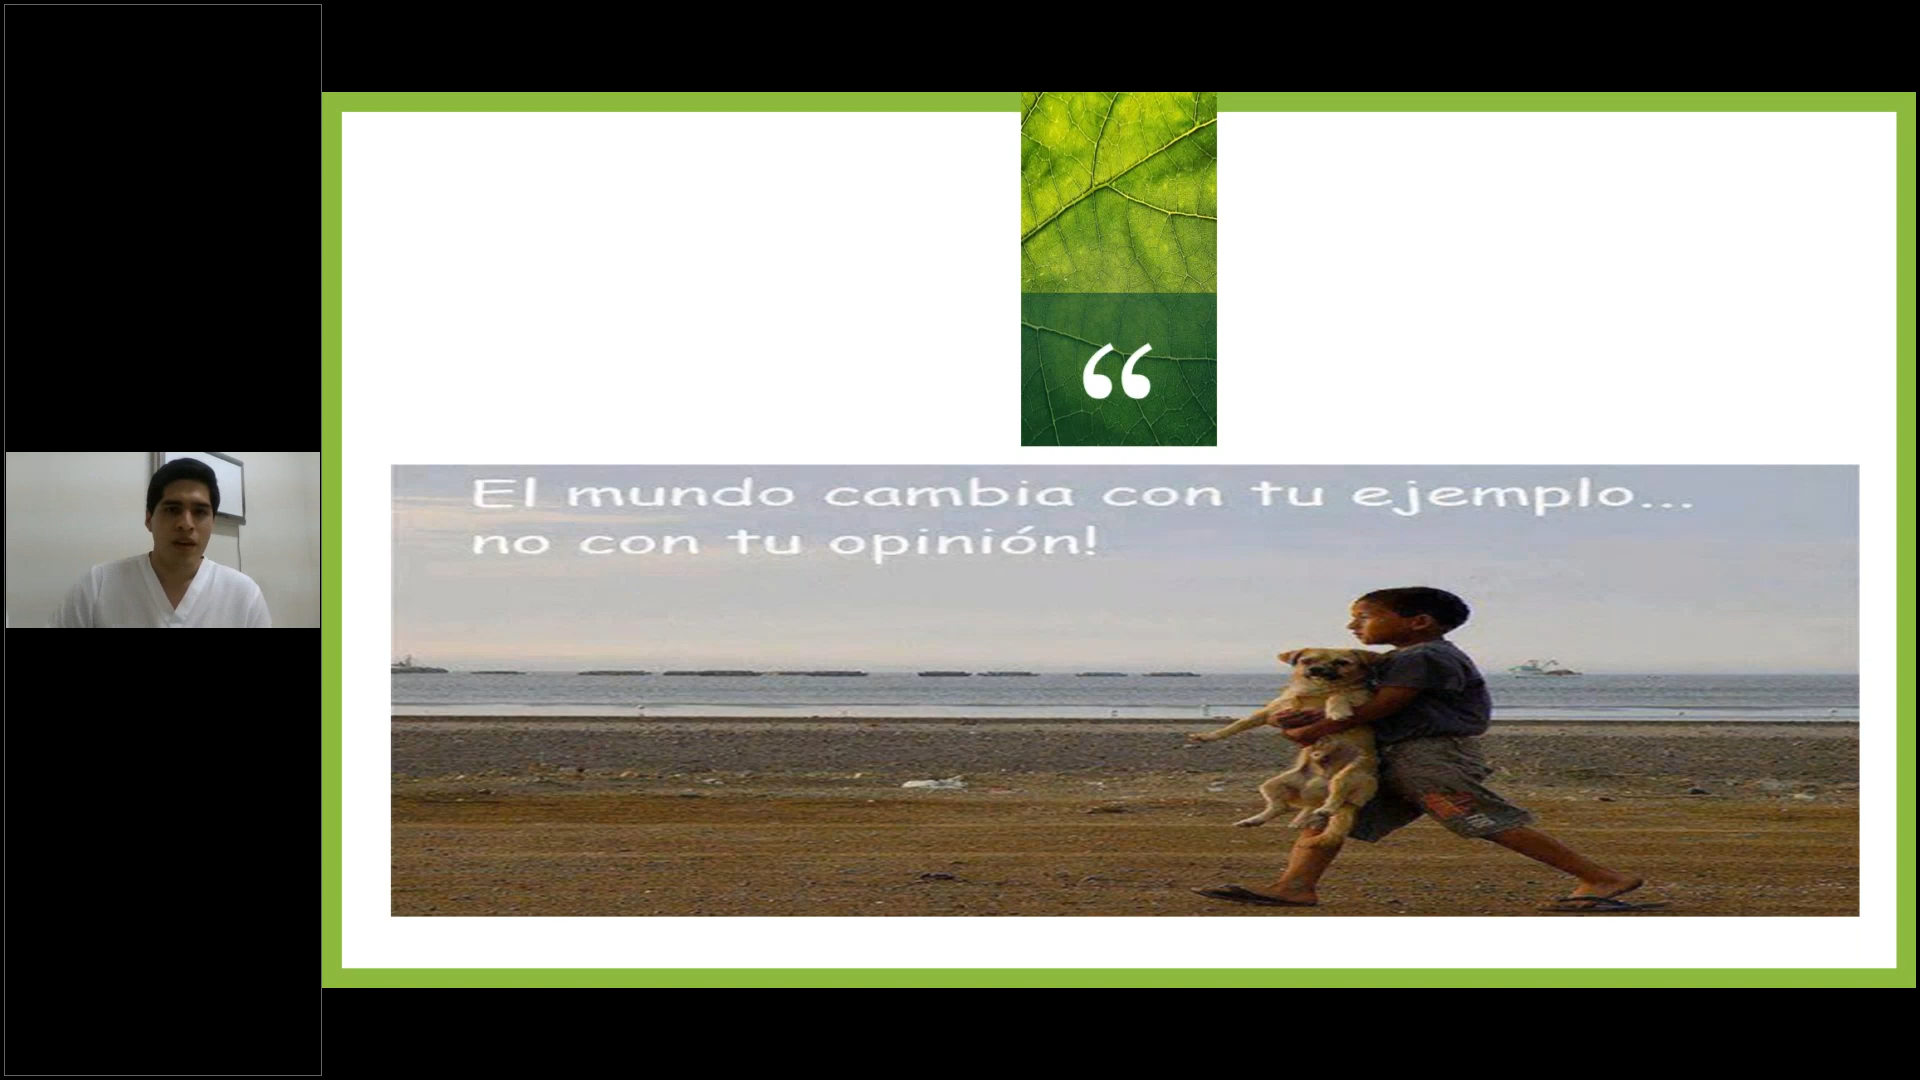 “
El mundo cambia con tu ejemplo...
no con tu opinión!